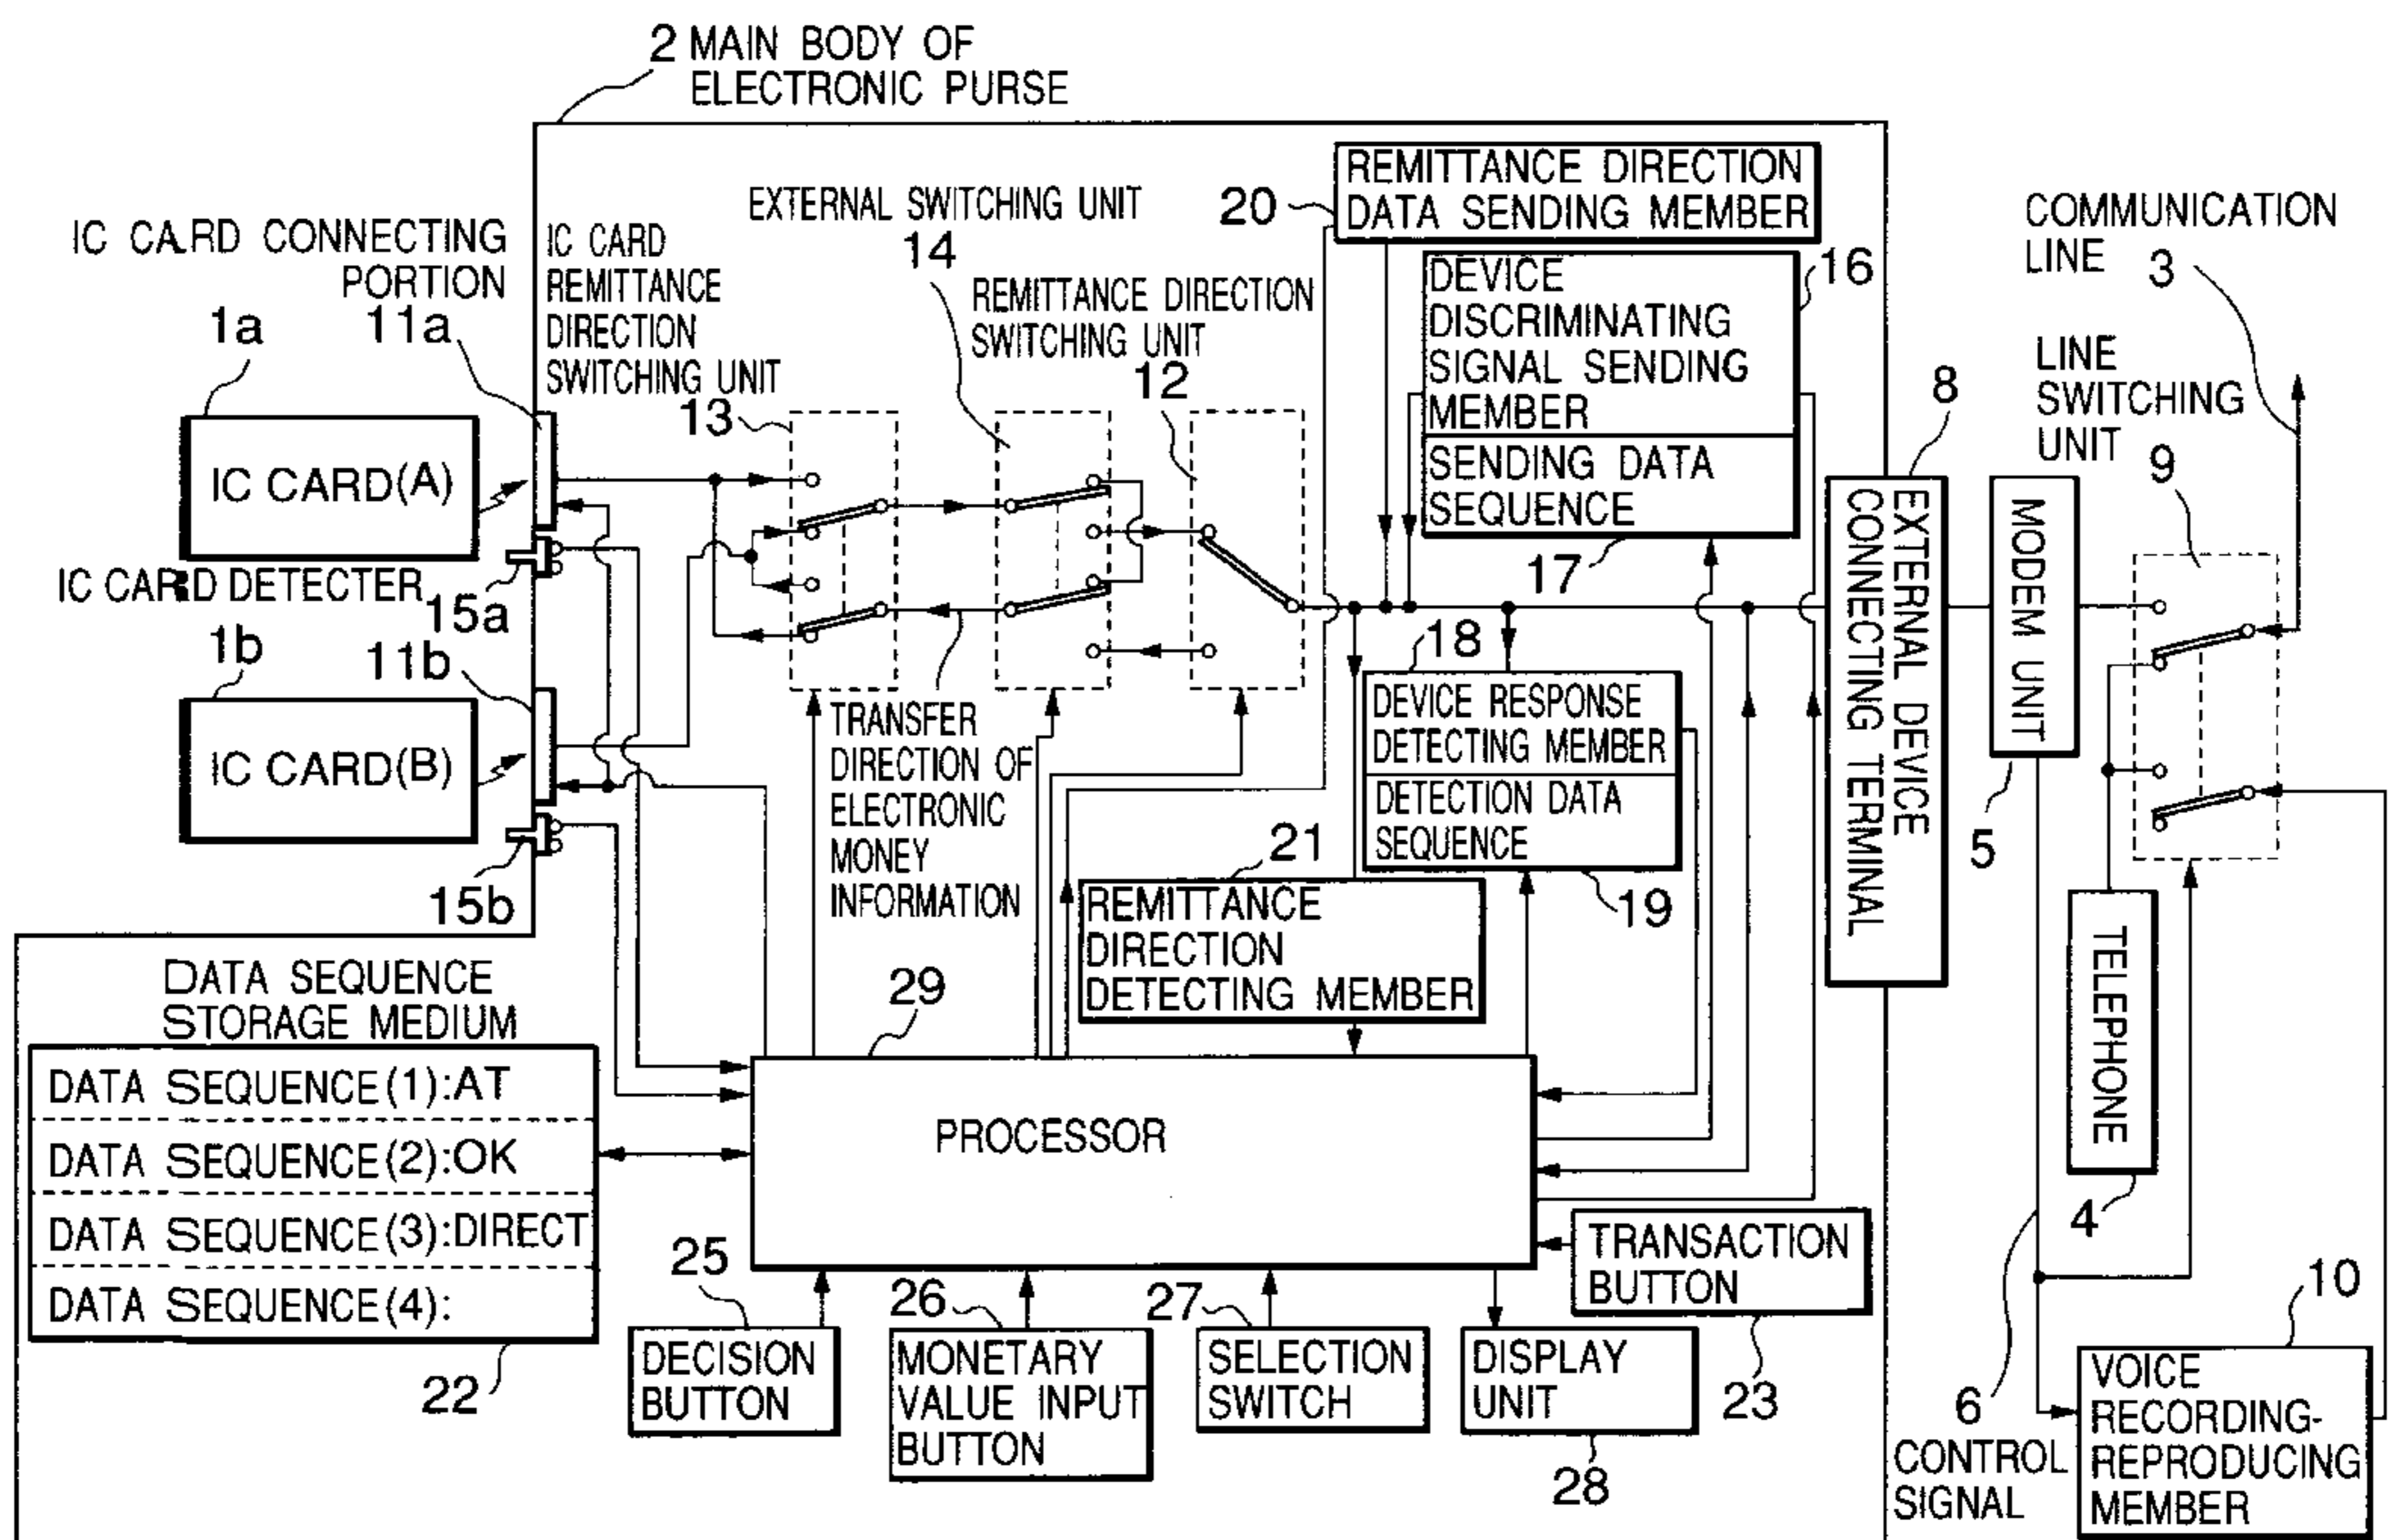 2 MAIN BODY OF
ELECTRONIC PURSE
IC CARD CONNECTING
PORTION
11a
1a
IC CARD(A)
IC CARD DETECTER
15a
1b
11b
IC CARD(B)
15b
IC CARD
REMITTANCE
DIRECTION
SWITCHING UNIT
13
EXTERNAL SWITCHING UNIT
14
REMITTANCE DIRECTION
SWITCHING UNIT
12
20
REMITTANCE DIRECTION
DATA SENDING MEMBER
DEVICE
DISCRIMINATING
SIGNAL SENDING
MEMBER
16
SENDING DATA
SEQUENCE
17
18
DEVICE RESPONSE
DETECTING MEMBER
DETECTION DATA
SEQUENCE
19
TRANSFER
DIRECTION OF
ELECTRONIC
MONEY
INFORMATION
21
REMITTANCE
DIRECTION
DETECTING MEMBER
EXTERNAL DEVICE
CONNECTING TERMINAL
8
MODEM UNIT
5
COMMUNICATION
LINE 3
LINE
SWITCHING
UNIT
9
TELEPHONE
4
6
CONTROL
SIGNAL
10
VOICE
RECORDING-
REPRODUCING
MEMBER
DATA SEQUENCE
STORAGE MEDIUM
DATA SEQUENCE(1):AT
DATA SEQUENCE(2):OK
DATA SEQUENCE(3):DIRECT
DATA SEQUENCE(4):
22
29
PROCESSOR
25
DECISION
BUTTON
26
MONETARY
VALUE INPUT
BUTTON
27
SELECTION
SWITCH
DISPLAY
UNIT
28
TRANSACTION
BUTTON
23